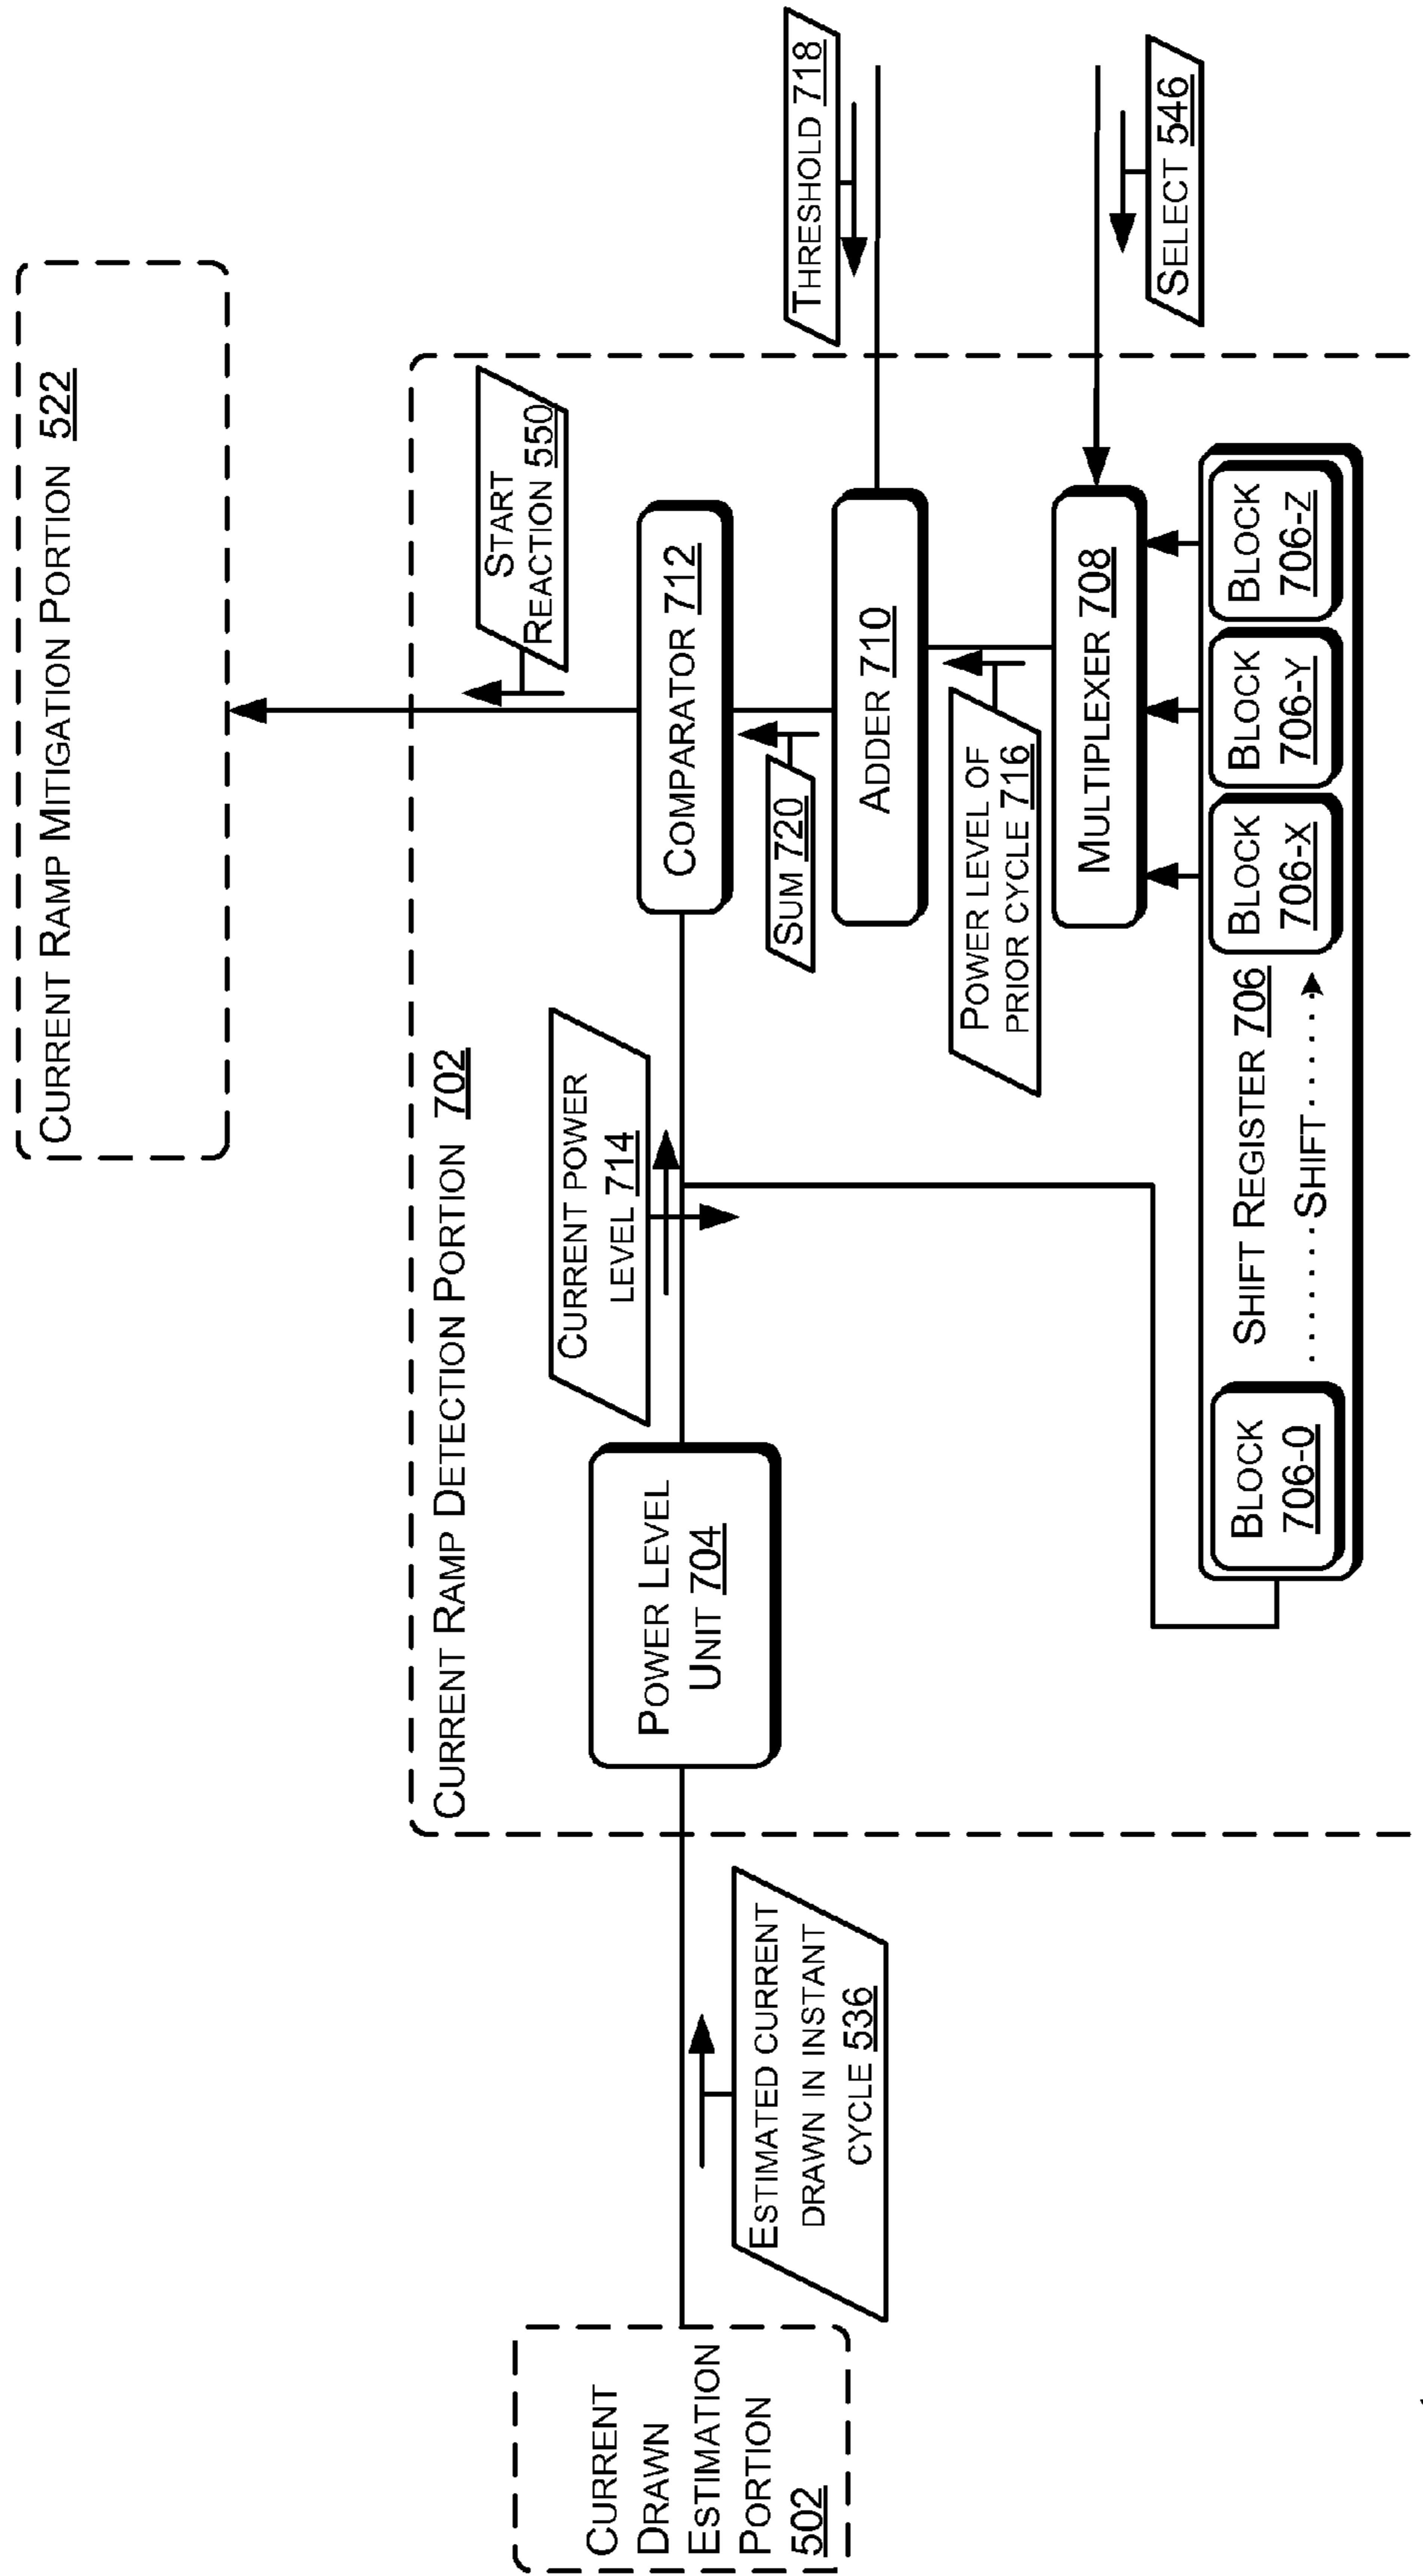 CURRENT RAMP MITIGATION PORTION 522
CURRENT RAMP DETECTION PORTION 702
START
REACTION 550
THRESHOLD 718
CURRENT POWER
LEVEL 714
COMPARATOR 712
CURRENT
DRAWN
ESTIMATION
PORTION
502
ESTIMATED CURRENT
DRAWN IN INSTANT
CYCLE 536
POWER LEVEL
UNIT 704
SUM 720
ADDER 710
POWER LEVEL OF
PRIOR CYCLE 716
MULTIPLEXER 708
SELECT 546
BLOCK
706-0
SHIFT REGISTER 706
SHIFT
BLOCK
706-X
BLOCK
706-Y
BLOCK
706-Z